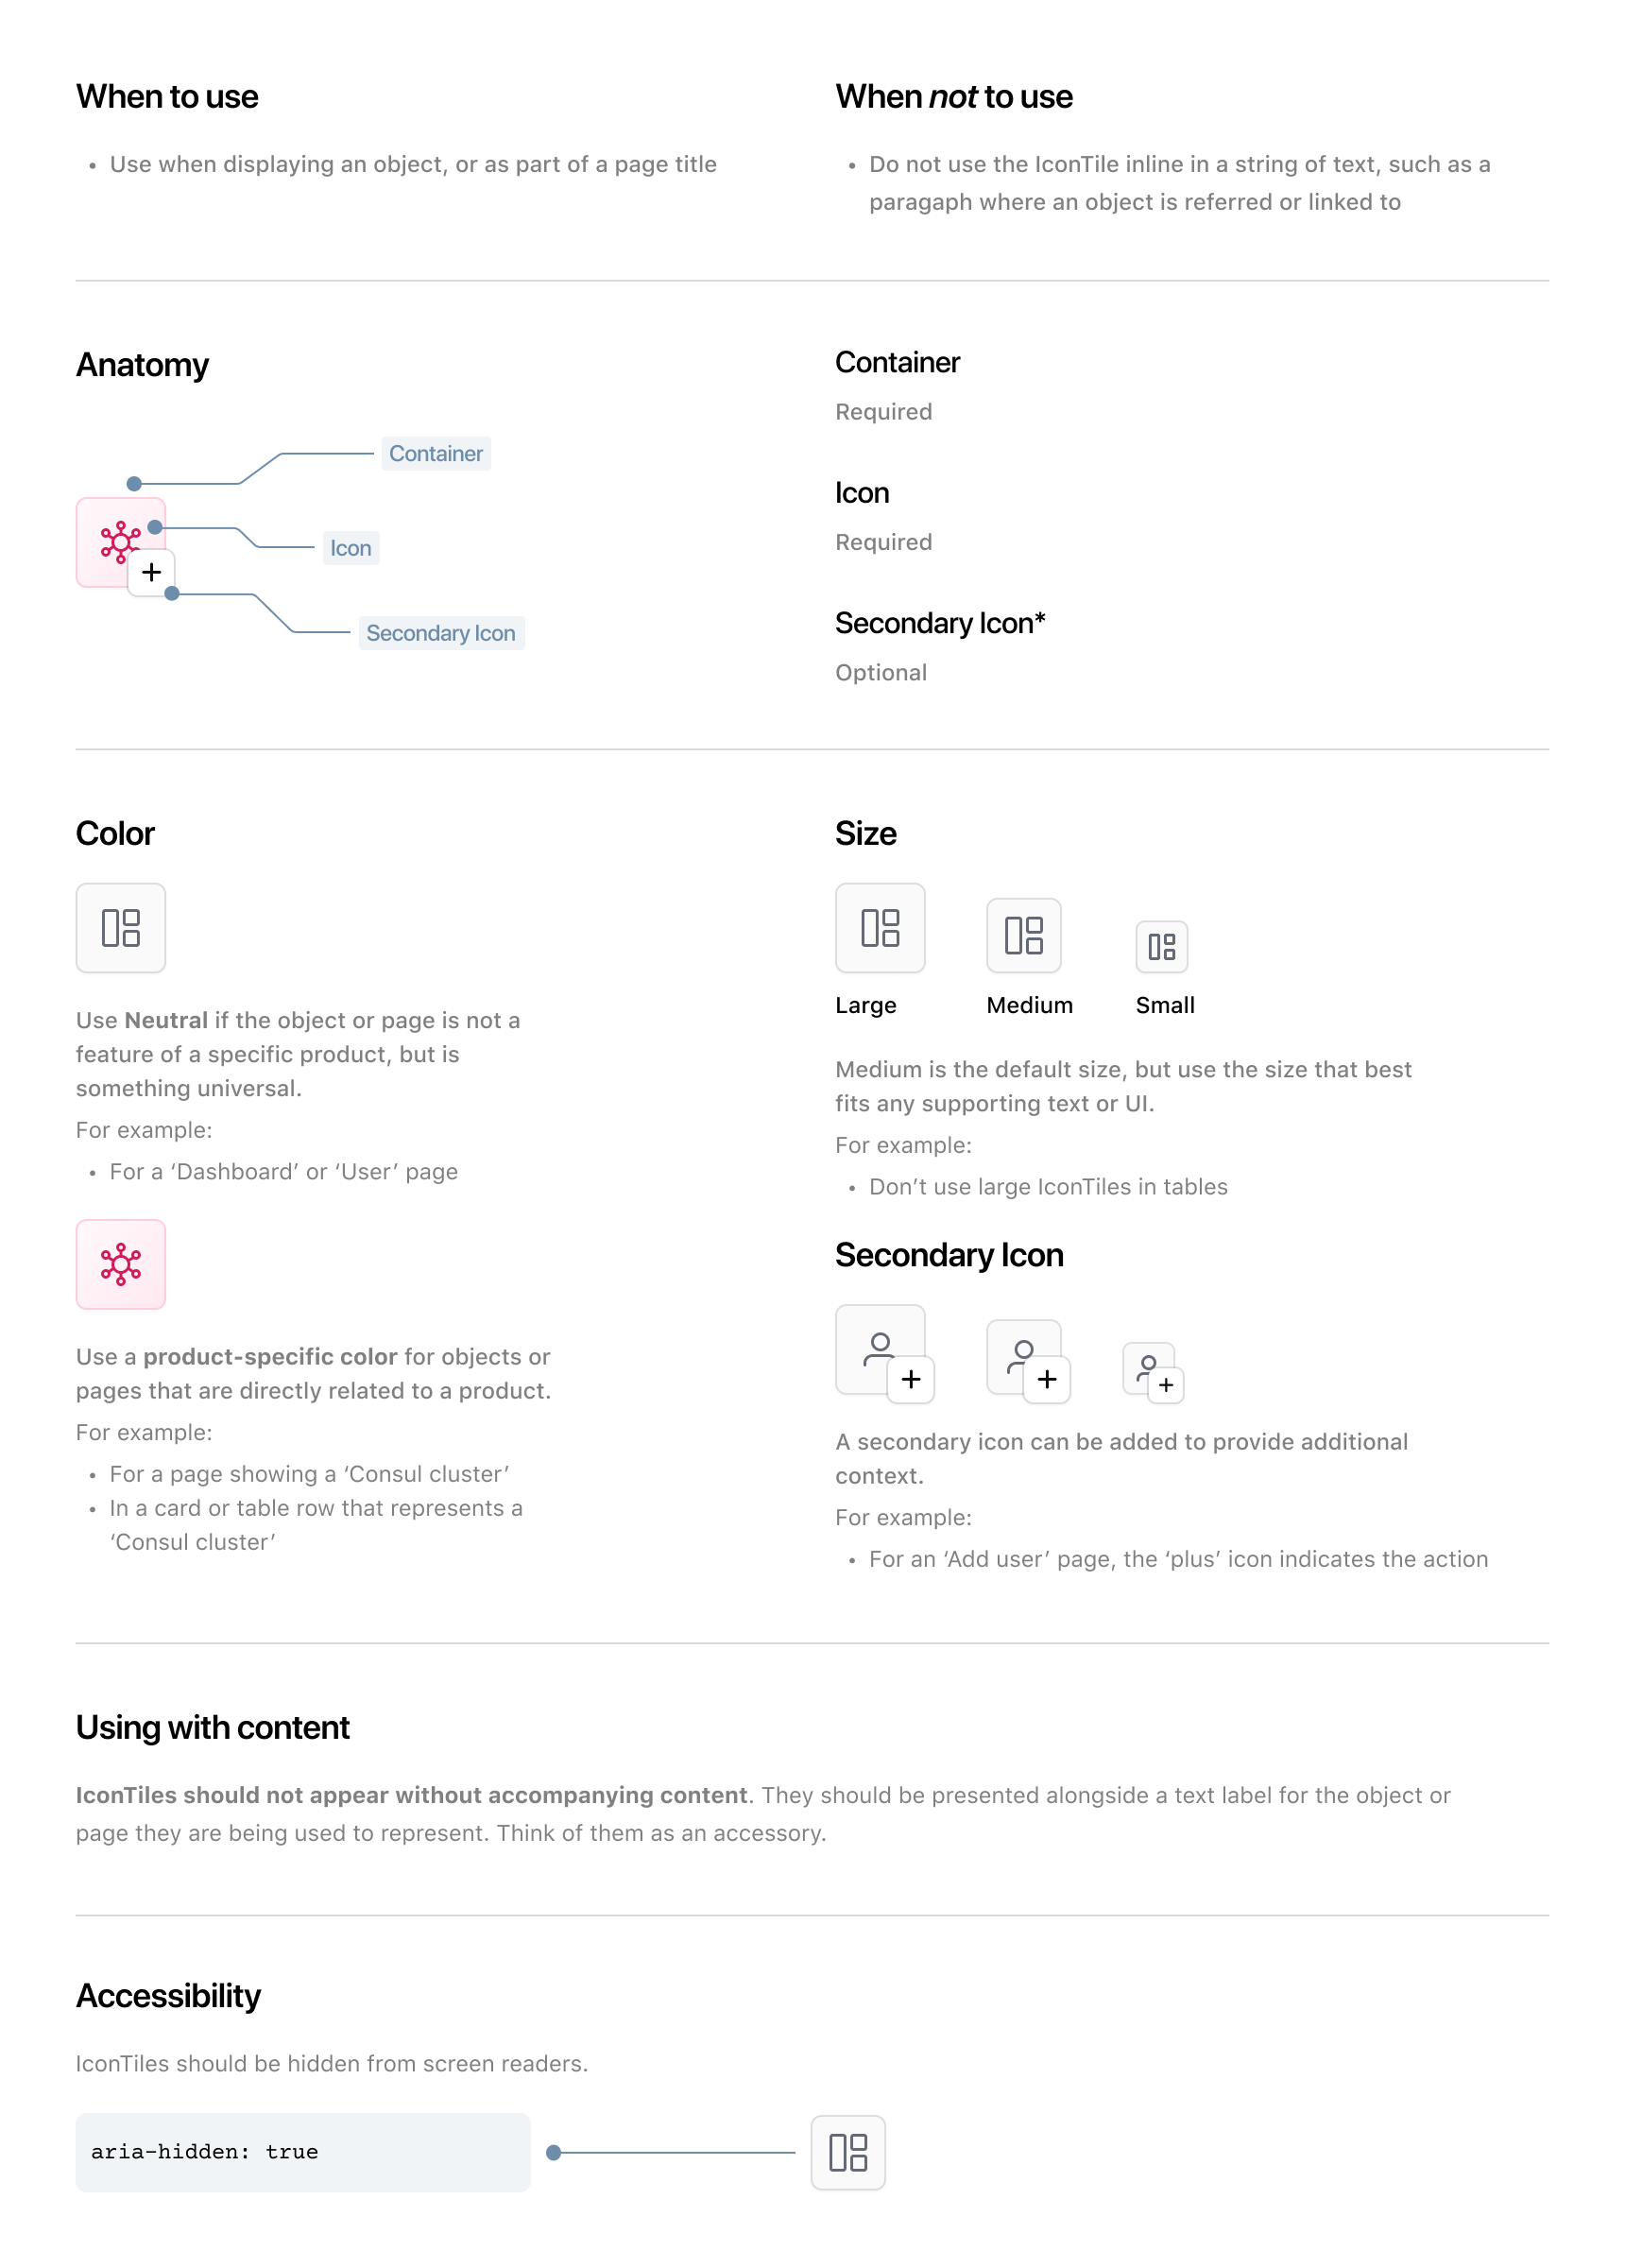 When to use
• Use when displaying an object, or as part of a page title
When not to use
• Do not use the IconTile inline in a string of text, such as a
paragaph where an object is referred or linked to
Anatomy
Container
Icon
Secondary Icon
Container
Required
Icon
Required
Secondary Icon*
Optional
Color
Use Neutral if the object or page is not a
feature of a specific product, but is
something universal.
For example:
• For a ‘Dashboard’ or ‘User’ page
Use a product-specific color for objects or
pages that are directly related to a product.
For example:
• For a page showing a ‘Consul cluster’
• In a card or table row that represents a
‘Consul cluster’
Size
Large
Medium
Small
Medium is the default size, but use the size that best
fits any supporting text or UI.
For example:
• Don’t use large IconTiles in tables
Secondary Icon
A secondary icon can be added to provide additional
context.
For example:
• For an ‘Add user’ page, the ‘plus’ icon indicates the action
Using with content
IconTiles should not appear without accompanying content. They should be presented alongside a text label for the object or
page they are being used to represent. Think of them as an accessory.
Accessibility
IconTiles should be hidden from screen readers.
aria-hidden: true